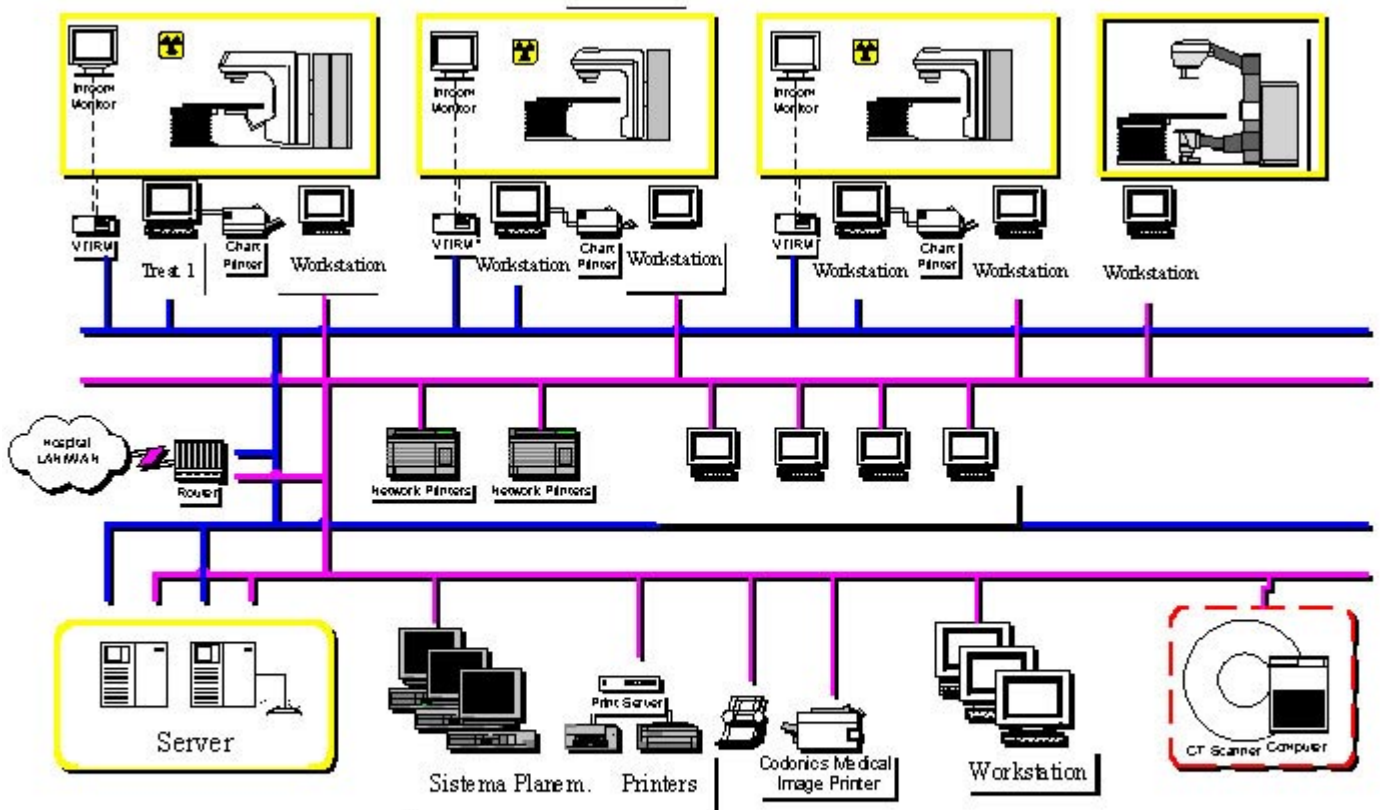 Inroom
Monitor
Inroom
Monitor
Inroom
Monitor
VTIRM
Treat 1
Chart
Printer
Workstation
VTIRM
Workstation
Chart
Printer
Workstation
VTIRM
Workstation
Chart
Printer
Workstation
Workstation
Hospital
LAN/WAN
Router
Network Printers
Network Printers
Server
Sistema Planem.
Print Server
Printers
Codonics Medical
Image Printer
Workstation
CT Scanner Computer